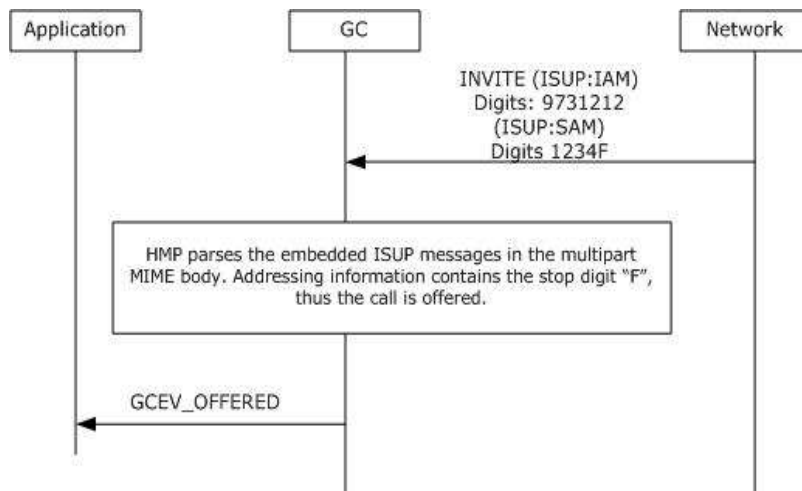 Application
GC
Network
INVITE (ISUP:IAM)
Digits: 9731212
(ISUP:SAM)
Digits 1234F
HMP parses the embedded ISUP messages in the multipart
MIME body. Addressing information contains the stop digit “F”,
thus the call is offered.
GCEV_OFFERED